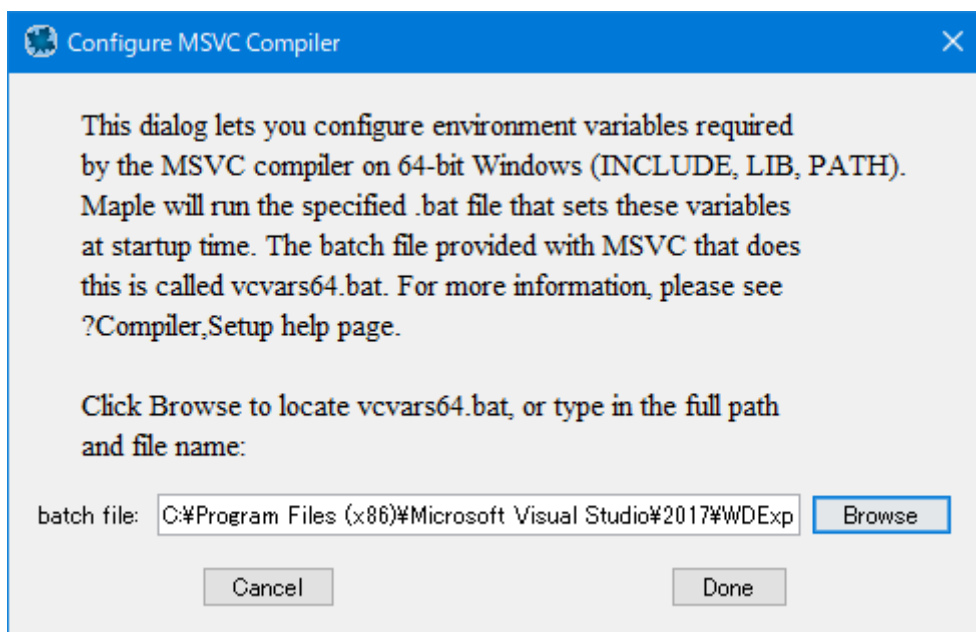 Configure MSVC Compiler
This dialog lets you configure environment variables required
by the MSVC compiler on 64-bit Windows (INCLUDE, LIB, PATH).
Maple will run the specified .bat file that sets these variables
at startup time. The batch file provided with MSVC that does
this is called vcvars64.bat. For more information, please see
?Compiler,Setup help page.
Click Browse to locate vcvars64.bat, or type in the full path
and file name:
batch file: C:¥Program Files (x86)¥Microsoft Visual Studio¥2017¥WDExp Browse
Cancel Done